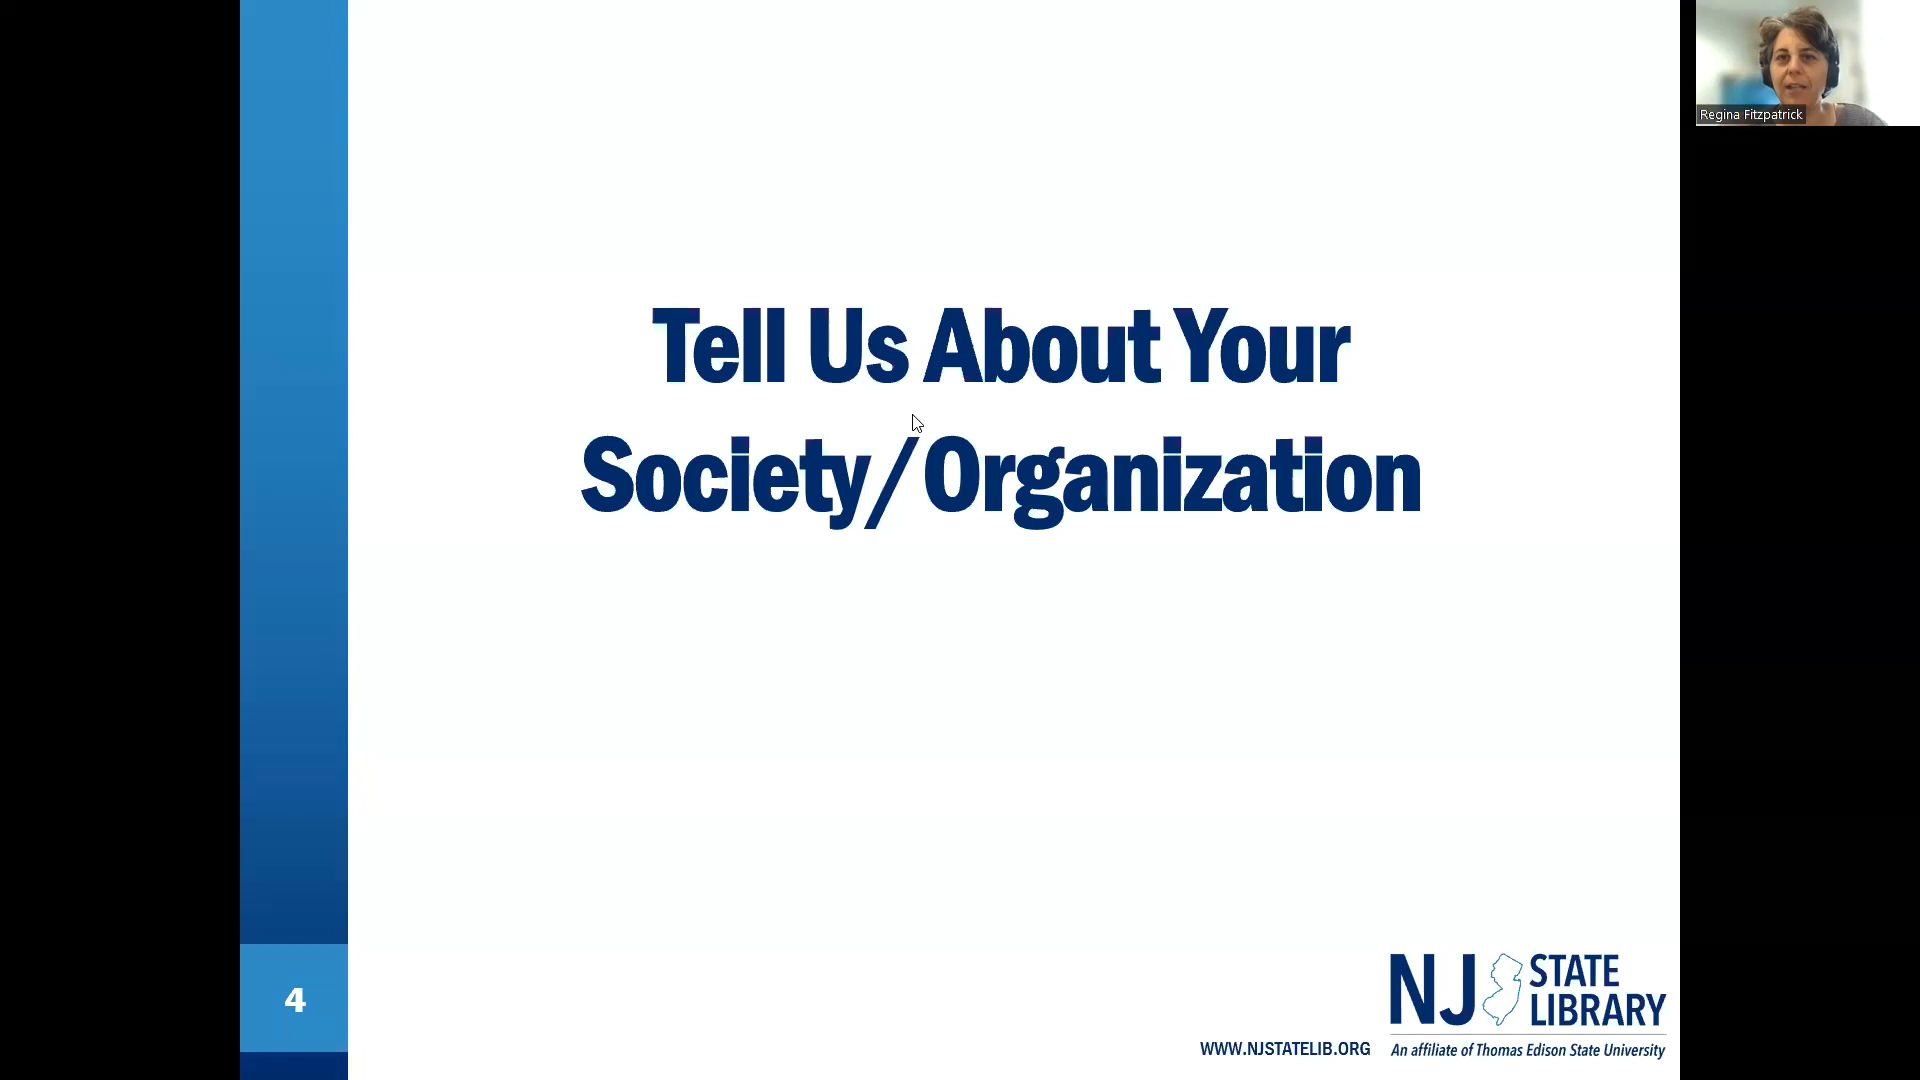 Regina Fitzpatrick
Tell Us About Your
Society/Organization
4
WWW.NJSTATELIB.ORG
NJ STATE
LIBRARY
An affiliate of Thomas Edison State University